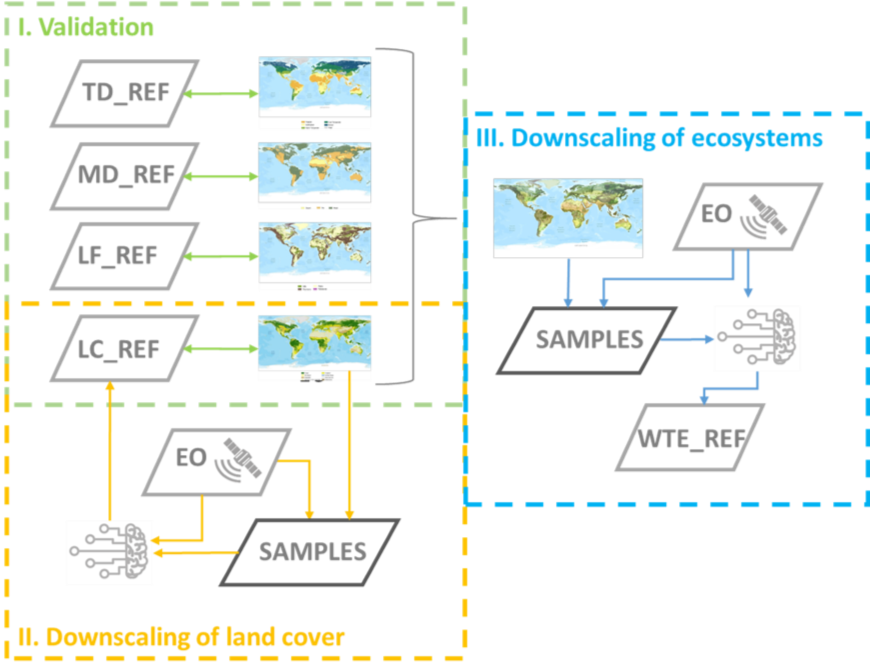 I. Validation
TD_REF
MD_REF
LF_REF
LC_REF
EO
SAMPLES
II. Downscaling of land cover
III. Downscaling of ecosystems
EO
SAMPLES
WTE_REF